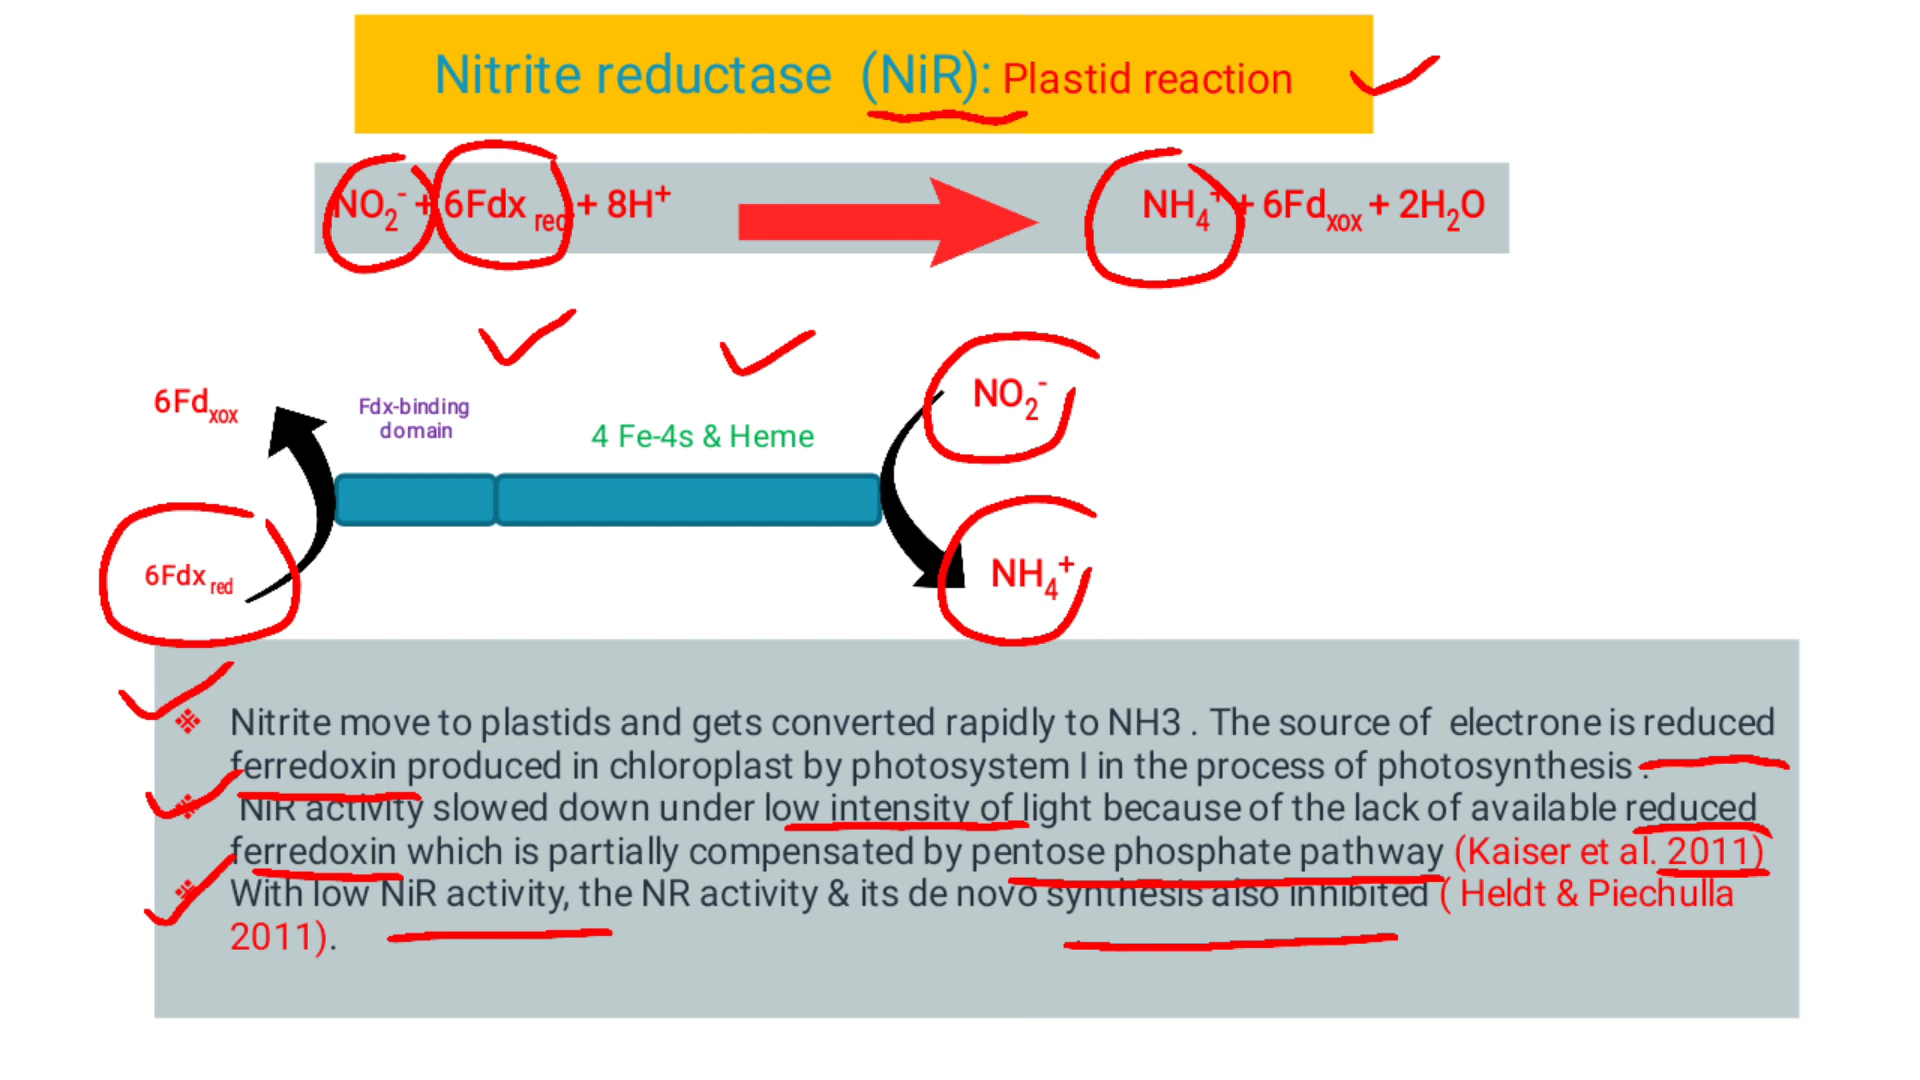 Nitrite reductase (NiR): Plastid reaction
NO2- + 6Fdx red + 8H+ NH4+ + 6Fdxox + 2H2O
6Fdxox
Fdx-binding
domain
4 Fe-4s & Heme
NO2-
6Fdx red
NH4+
Nitrite move to plastids and gets converted rapidly to NH3 . The source of electrone is reduced
ferredoxin produced in chloroplast by photosystem I in the process of photosynthesis .
NiR activity slowed down under low intensity of light because of the lack of available reduced
ferredoxin which is partially compensated by pentose phosphate pathway (Kaiser et al. 2011)
With low NiR activity, the NR activity & its de novo synthesis also inhibited ( Heldt & Piechulla
2011).